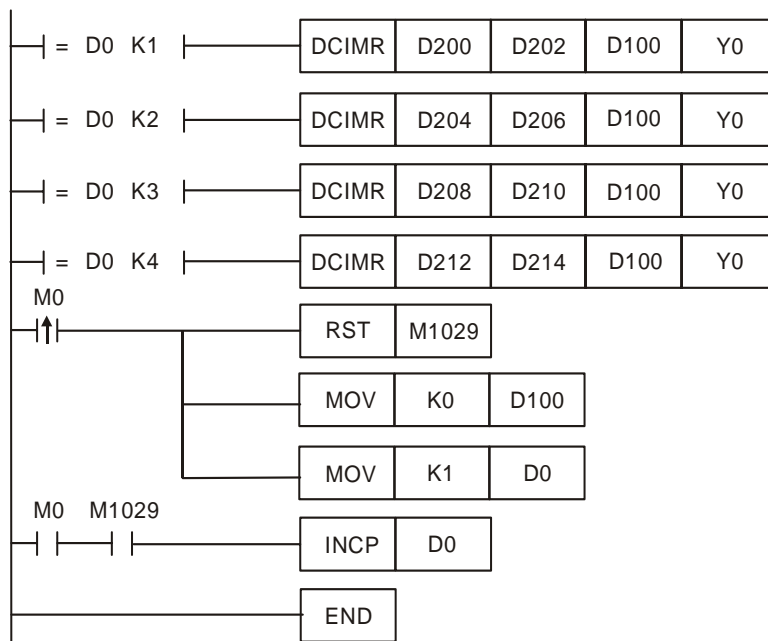 = D0 K1 DCIMR D200 D202 D100 Y0
= D0 K2 DCIMR D204 D206 D100 Y0
= D0 K3 DCIMR D208 D210 D100 Y0
= D0 K4 DCIMR D212 D214 D100 Y0
M0
RST M1029
MOV K0 D100
MOV K1 D0
M0 M1029
INCP D0
END